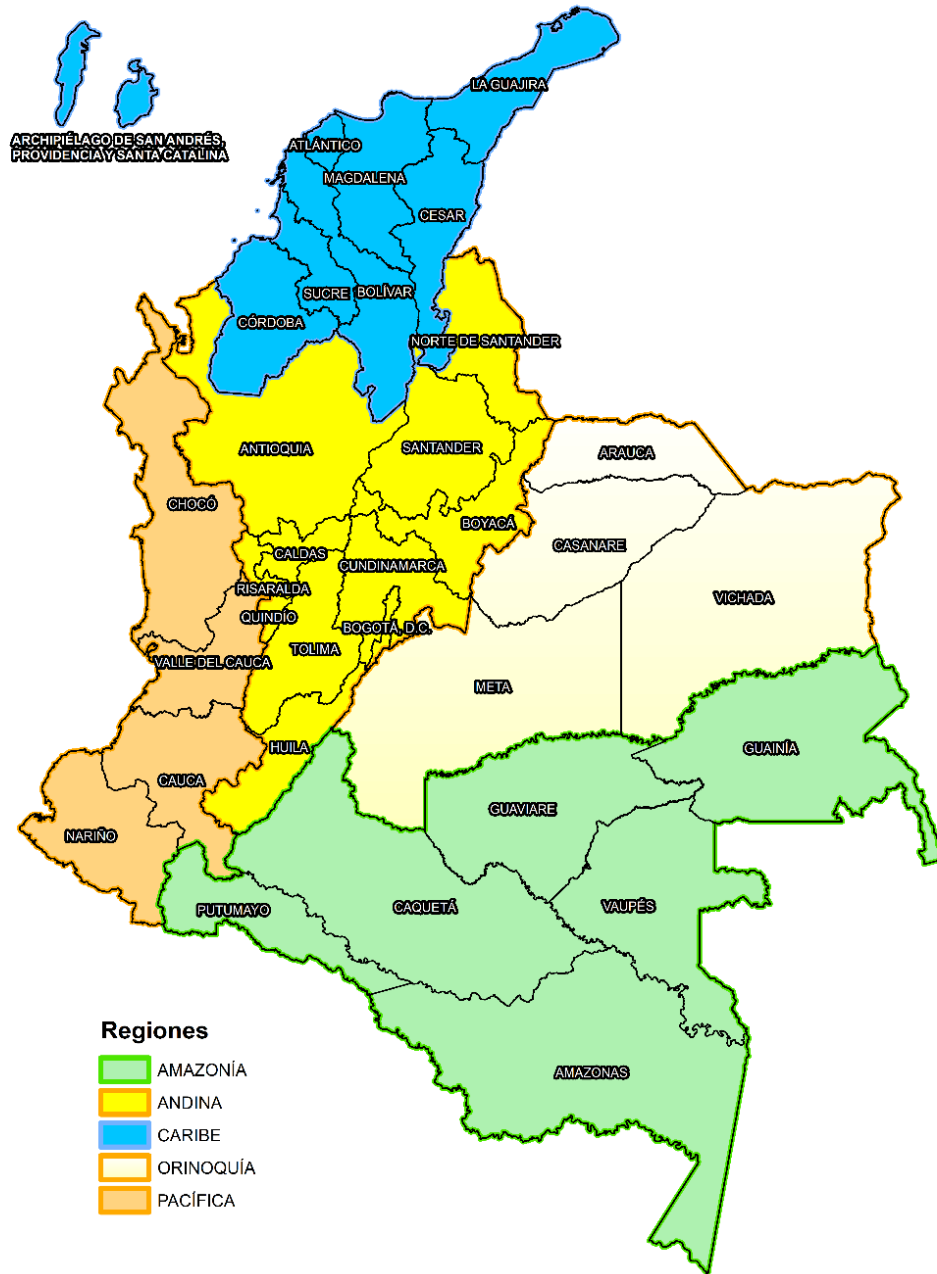 LA GUAJIRA
ARCHIPIÉLAGO DE SAN ANDRÉS,
PROVIDENCIA Y SANTA CATALINA
ATLÁNTICO
MAGDALENA
CESAR
SUCRE
BOLÍVAR
CÓRDOBA
NORTE DE SANTANDER
ANTIOQUIA
SANTANDER
ARAUCA
CHOCÓ
BOYACÁ
CASANARE
CALDAS
CUNDINAMARCA
RISARALDA
VICHADA
QUINDÍO
BOGOTÁ, D.C.
TOLIMA
VALLE DEL CAUCA
META
HUILA
GUAINÍA
CAUCA
GUAVIARE
NARIÑO
PUTUMAYO
CAQUETÁ
VAUPÉS
AMAZONAS
Regiones
AMAZONÍA
ANDINA
CARIBE
ORINOQUÍA
PACÍFICA